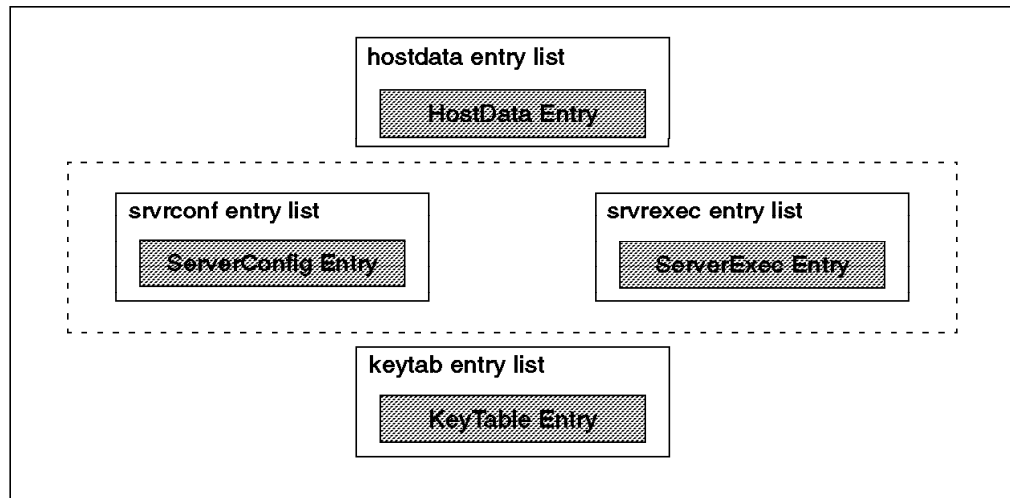 hostdata entry list
HostData Entry
srvrconf entry list
ServerConfig Entry
srvrexec entry list
ServerExec Entry
keytab entry list
KeyTable Entry